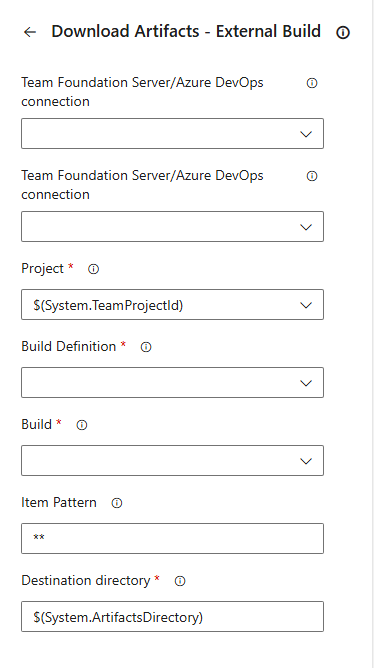 Download Artifacts - External Build
Team Foundation Server/Azure DevOps
connection
Team Foundation Server/Azure DevOps
connection
Project *
$(System.TeamProjectId)
Build Definition *
Build *
Item Pattern
**
Destination directory *
$(System.ArtifactsDirectory)